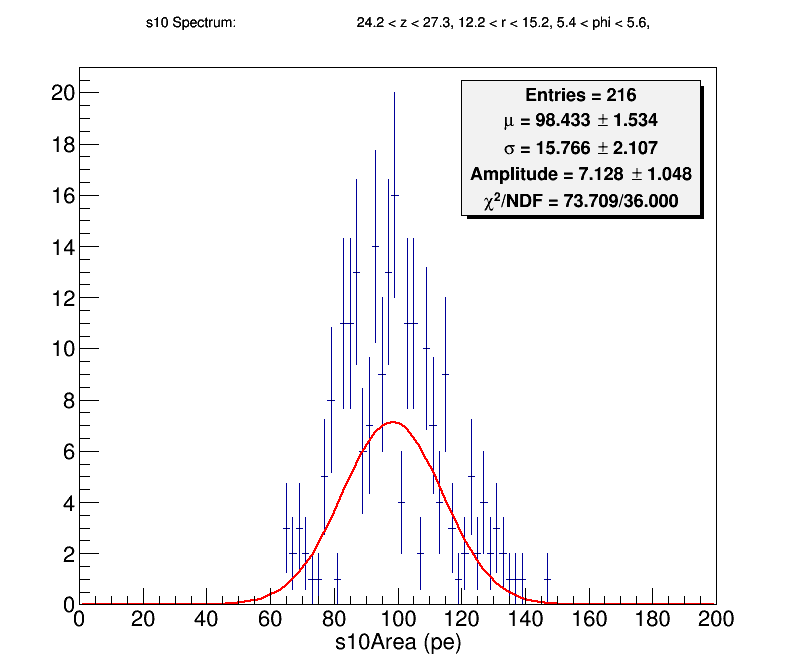 s10 Spectrum: 24.2 < z < 27.3, 12.2 < r < 15.2, 5.4 < phi < 5.6,
Entries = 216
μ = 98.433 ± 1.534
σ = 15.766 ± 2.107
Amplitude = 7.128 ± 1.048
χ²/NDF = 73.709/36.000
20
18
16
14
12
10
8
6
4
2
0
0 20 40 60 80 100 120 140 160 180 200
s10Area (pe)